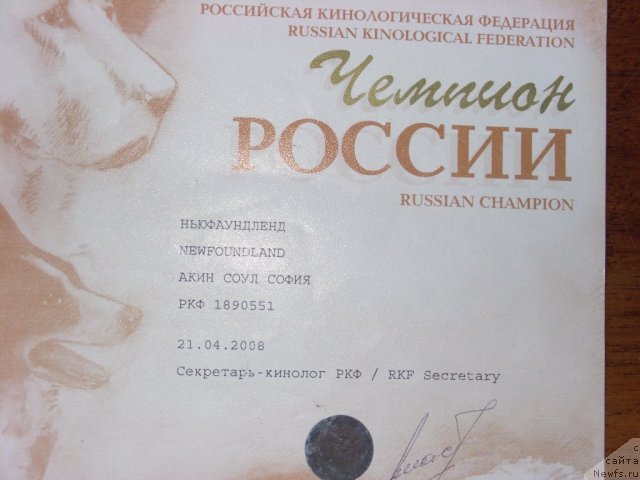 РОССИЙСКАЯ КИНОЛОГИЧЕСКАЯ ФЕДЕРАЦИЯ
RUSSIAN KINOLOGICAL FEDERATION
Чемпион
РОССИИ
RUSSIAN CHAMPION
НЬЮФАУНДЛЕНД
NEWFOUNDLAND
АКИН СОУЛ СОФИЯ
РКФ 1890551
21.04.2008
Секретарь-кинолог РКФ / RKF Secretary
с
сайта
Newfs.ru